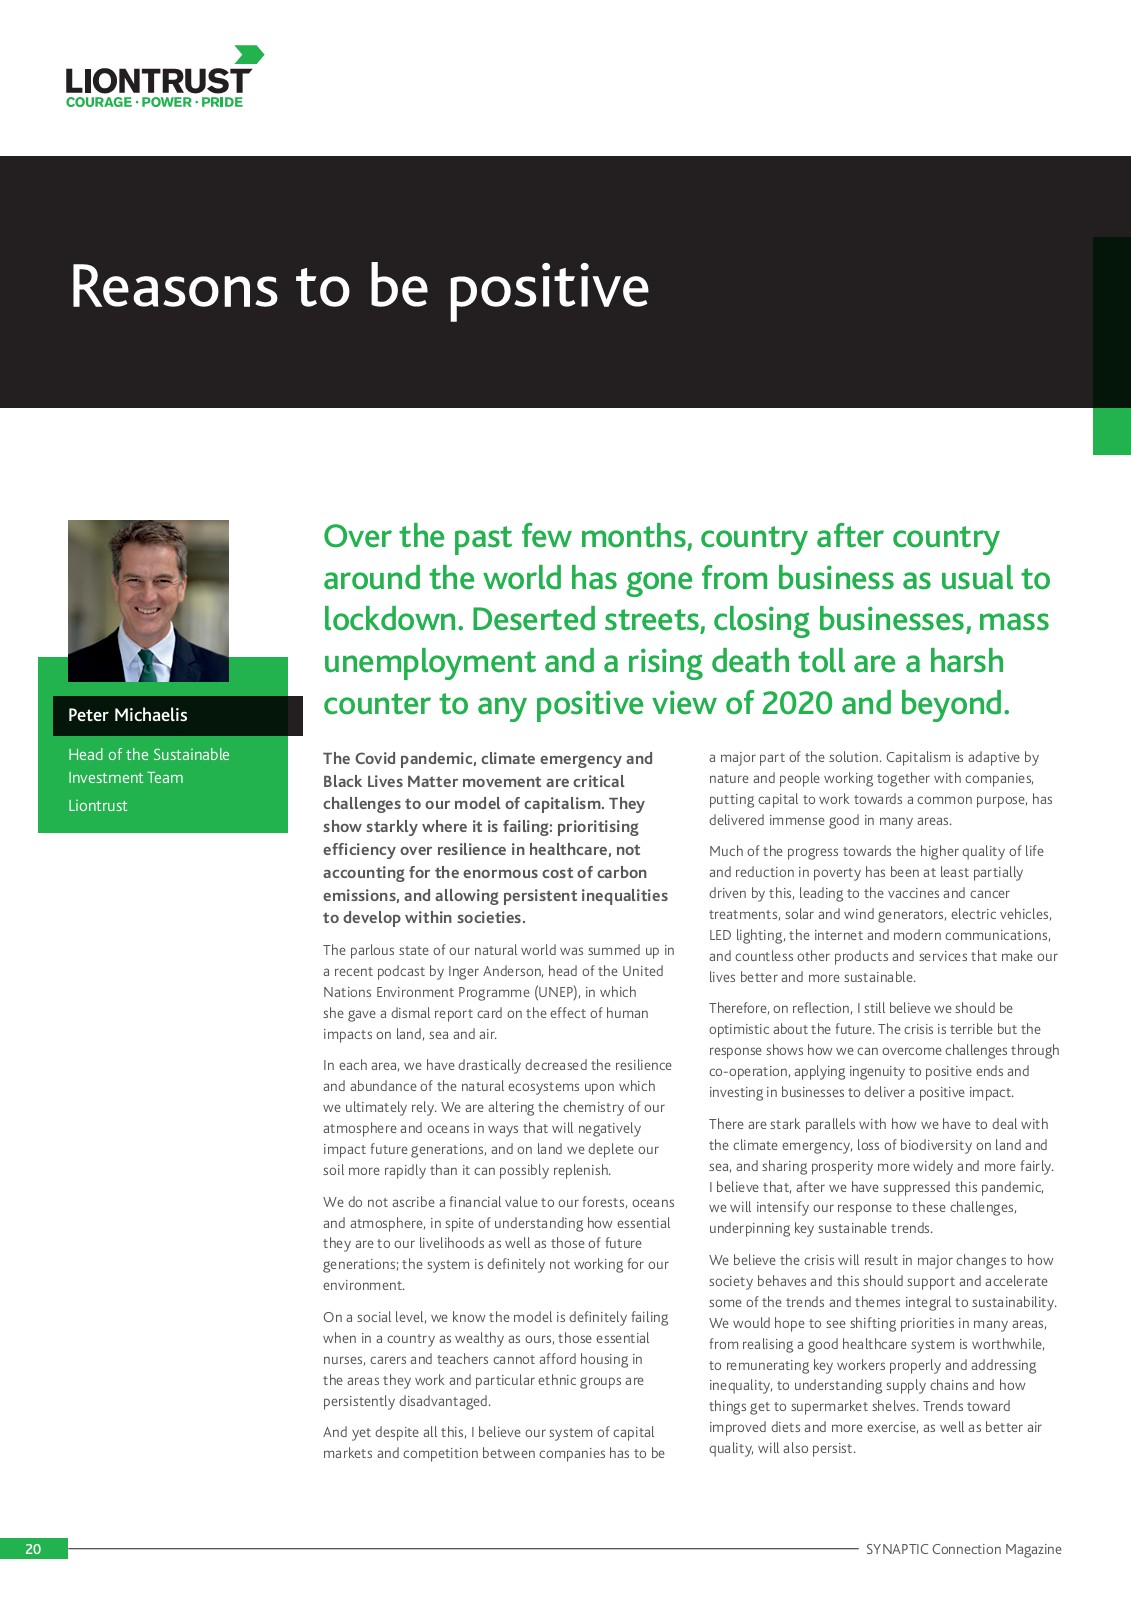 LIONTRUST
COURAGE · POWER · PRIDE
Reasons to be positive
Peter Michaelis
Head of the Sustainable
Investment Team
Liontrust
Over the past few months, country after country
around the world has gone from business as usual to
lockdown. Deserted streets, closing businesses, mass
unemployment and a rising death toll are a harsh
counter to any positive view of 2020 and beyond.
The Covid pandemic, climate emergency and
Black Lives Matter movement are critical
challenges to our model of capitalism. They
show starkly where it is failing: prioritising
efficiency over resilience in healthcare, not
accounting for the enormous cost of carbon
emissions, and allowing persistent inequalities
to develop within societies.
The parlous state of our natural world was summed up in
a recent podcast by Inger Anderson, head of the United
Nations Environment Programme (UNEP), in which
she gave a dismal report card on the effect of human
impacts on land, sea and air.
In each area, we have drastically decreased the resilience
and abundance of the natural ecosystems upon which
we ultimately rely. We are altering the chemistry of our
atmosphere and oceans in ways that will negatively
impact future generations, and on land we deplete our
soil more rapidly than it can possibly replenish.
We do not ascribe a financial value to our forests, oceans
and atmosphere, in spite of understanding how essential
they are to our livelihoods as well as those of future
generations; the system is definitely not working for our
environment.
On a social level, we know the model is definitely failing
when in a country as wealthy as ours, those essential
nurses, carers and teachers cannot afford housing in
the areas they work and particular ethnic groups are
persistently disadvantaged.
And yet despite all this, I believe our system of capital
markets and competition between companies has to be
a major part of the solution. Capitalism is adaptive by
nature and people working together with companies,
putting capital to work towards a common purpose, has
delivered immense good in many areas.
Much of the progress towards the higher quality of life
and reduction in poverty has been at least partially
driven by this, leading to the vaccines and cancer
treatments, solar and wind generators, electric vehicles,
LED lighting, the internet and modern communications,
and countless other products and services that make our
lives better and more sustainable.
Therefore, on reflection, I still believe we should be
optimistic about the future. The crisis is terrible but the
response shows how we can overcome challenges through
co-operation, applying ingenuity to positive ends and
investing in businesses to deliver a positive impact.
There are stark parallels with how we have to deal with
the climate emergency, loss of biodiversity on land and
sea, and sharing prosperity more widely and more fairly.
I believe that, after we have suppressed this pandemic,
we will intensify our response to these challenges,
underpinning key sustainable trends.
We believe the crisis will result in major changes to how
society behaves and this should support and accelerate
some of the trends and themes integral to sustainability.
We would hope to see shifting priorities in many areas,
from realising a good healthcare system is worthwhile,
to remunerating key workers properly and addressing
inequality, to understanding supply chains and how
things get to supermarket shelves. Trends toward
improved diets and more exercise, as well as better air
quality, will also persist.
20
SYNAPTIC Connection Magazine